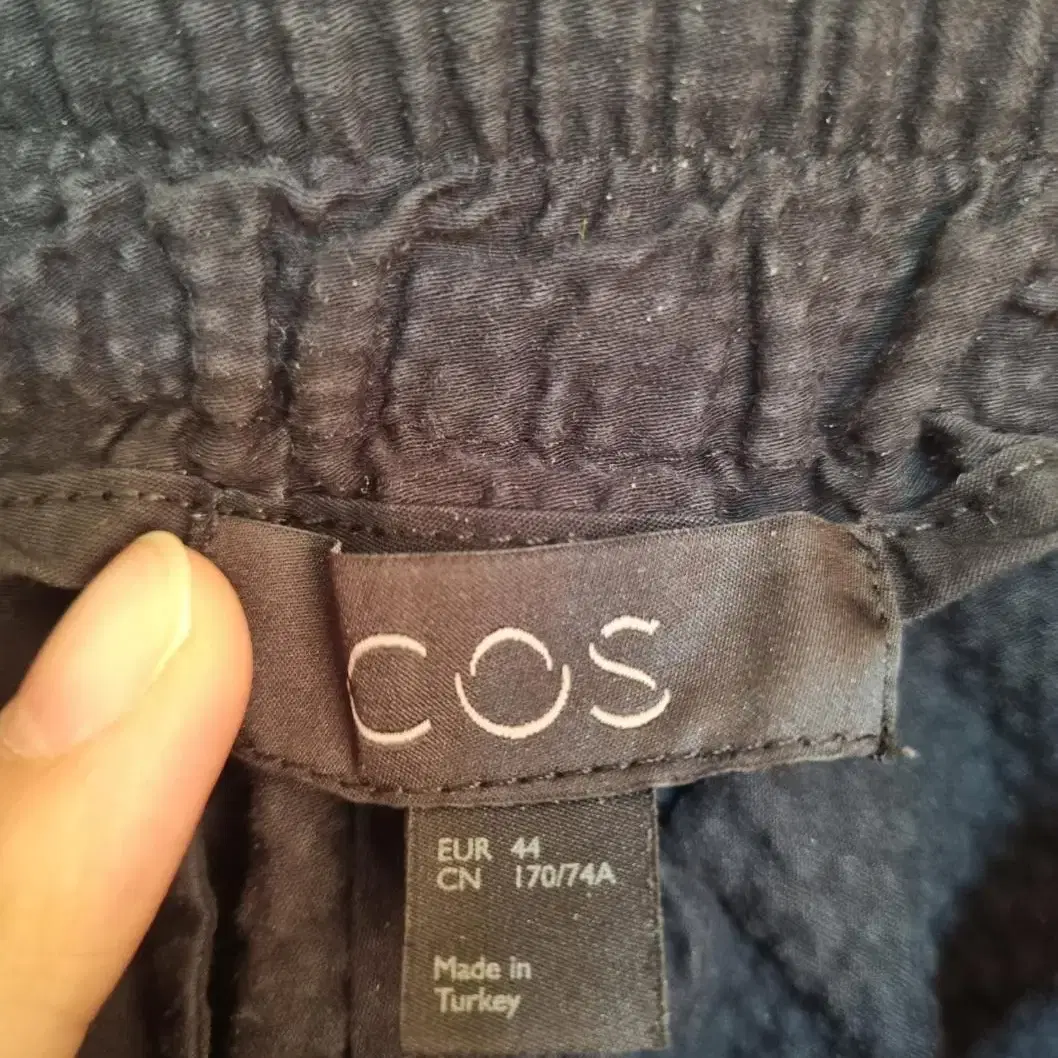 COS
EUR 44
CN 170/74A
Made in
Turkey